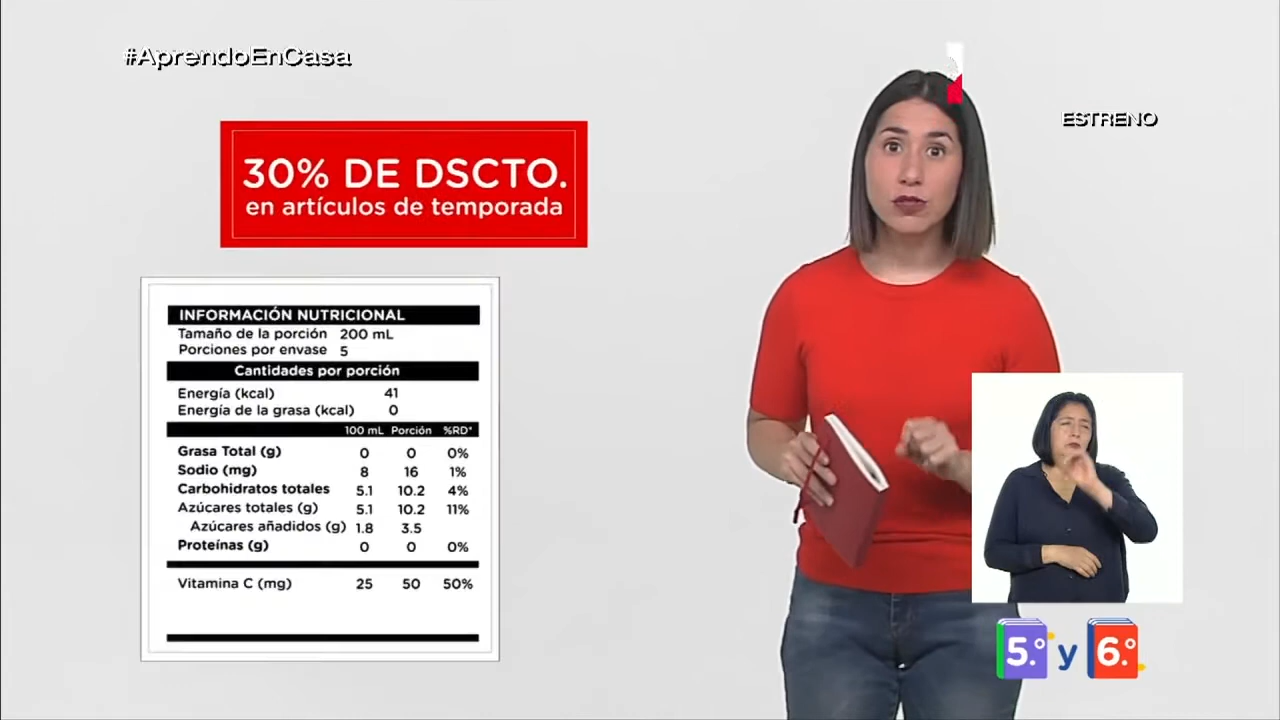 #AprendoEnCasa
ESTRENO
30% DE DSCTO.
en artículos de temporada
INFORMACIÓN NUTRICIONAL
Tamaño de la porción 200 mL
Porciones por envase 5
Cantidades por porción
Energía (kcal) 41
Energía de la grasa (kcal) 0
100 mL Porción %RD*
Grasa Total (g) 0 0 0%
Sodio (mg) 8 16 1%
Carbohidratos totales 5.1 10.2 4%
Azúcares totales (g) 5.1 10.2 11%
Azúcares añadidos (g) 1.8 3.5
Proteínas (g) 0 0 0%
Vitamina C (mg) 25 50 50%
5.º y 6.º